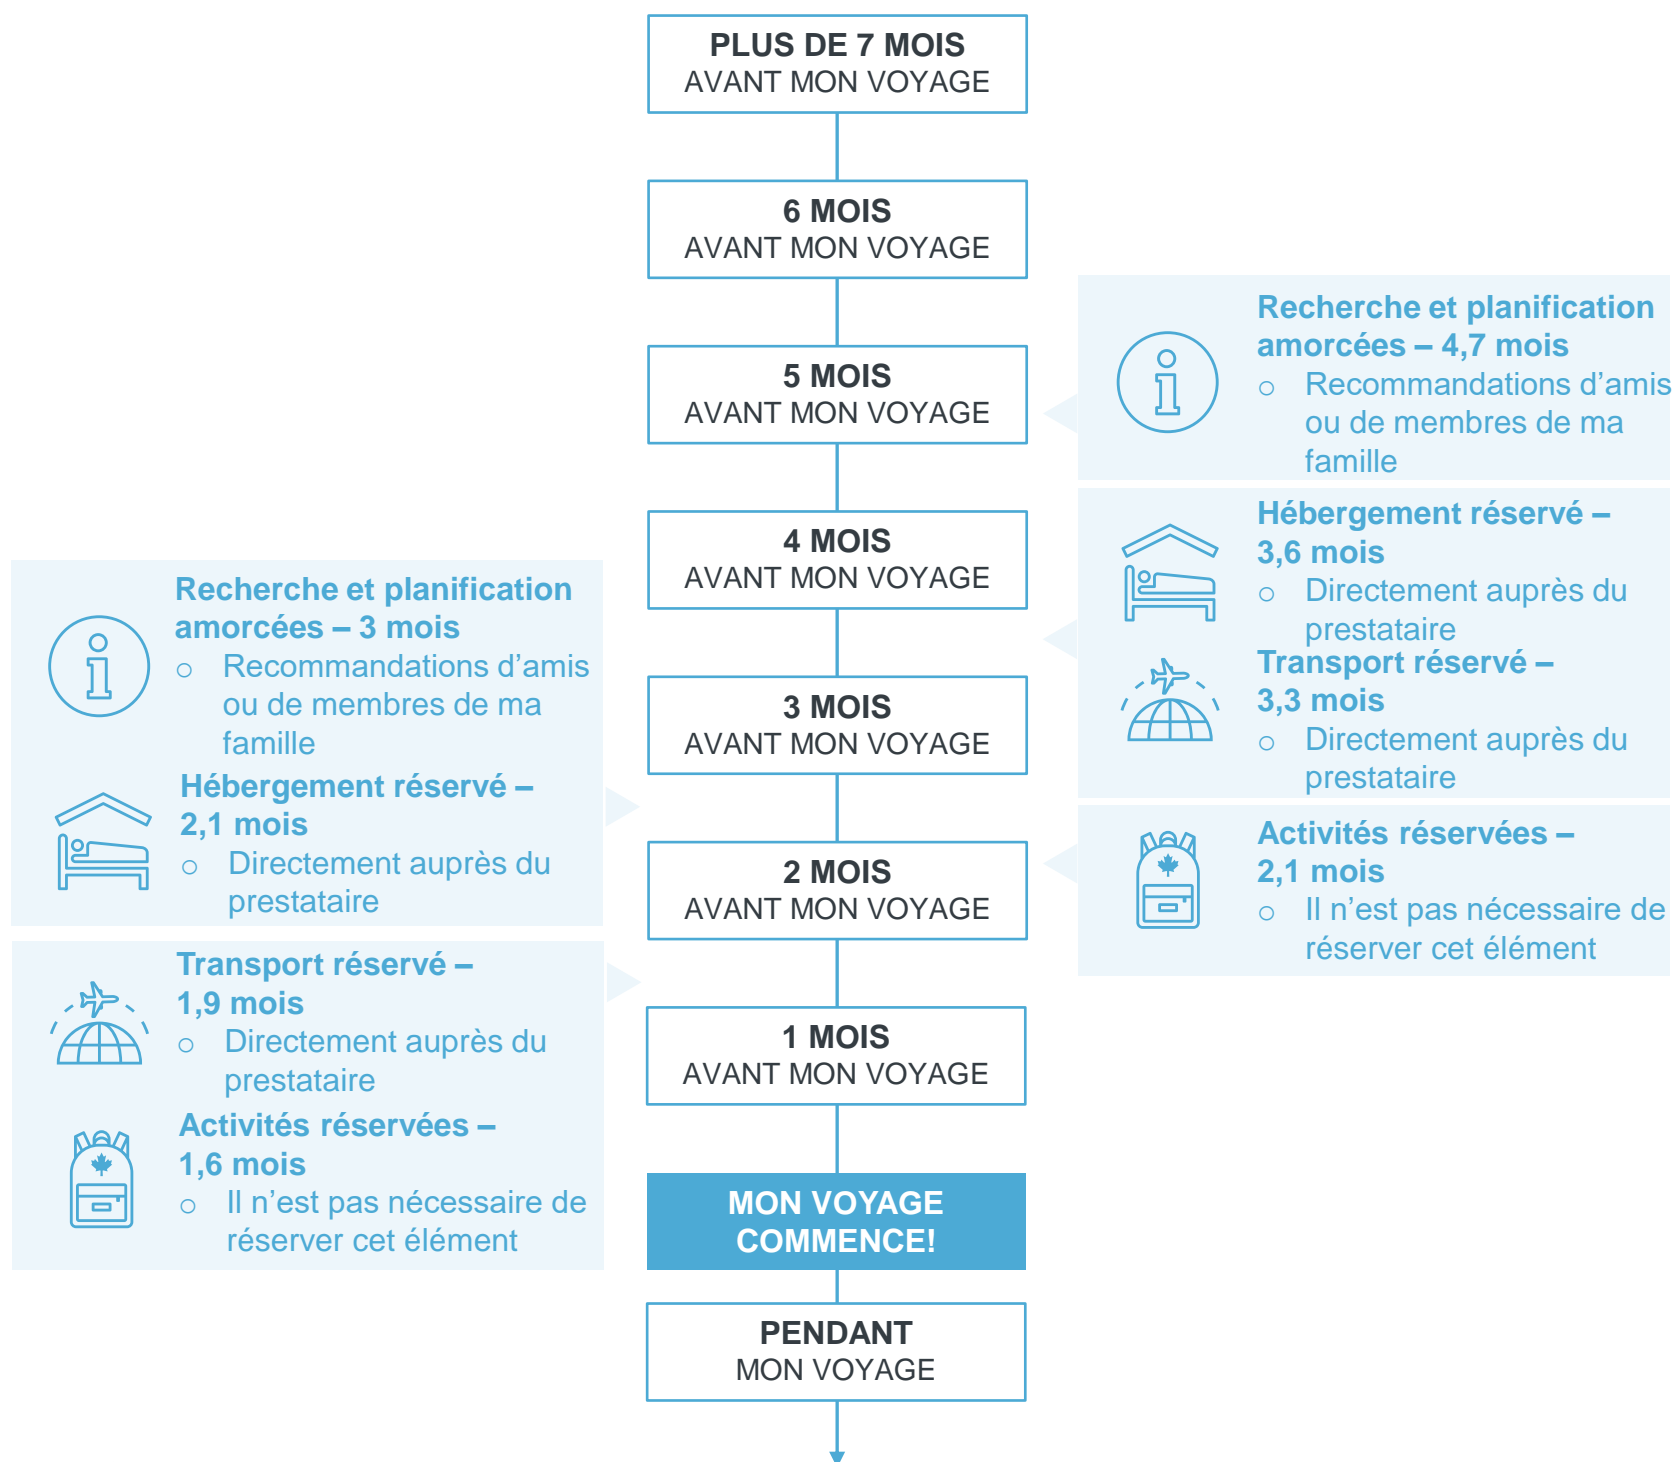 PLUS DE 7 MOIS
AVANT MON VOYAGE
6 MOIS
AVANT MON VOYAGE
5 MOIS
AVANT MON VOYAGE
4 MOIS
AVANT MON VOYAGE
3 MOIS
AVANT MON VOYAGE
2 MOIS
AVANT MON VOYAGE
1 MOIS
AVANT MON VOYAGE
MON VOYAGE
COMMENCE!
PENDANT
MON VOYAGE
Recherche et planification
amorcées – 3 mois
○ Recommandations d’amis
ou de membres de ma
famille
Hébergement réservé –
2,1 mois
○ Directement auprès du
prestataire
Transport réservé –
1,9 mois
○ Directement auprès du
prestataire
Activités réservées –
1,6 mois
○ Il n’est pas nécessaire de
réserver cet élément
Recherche et planification
amorcées – 4,7 mois
○ Recommandations d’amis
ou de membres de ma
famille
Hébergement réservé –
3,6 mois
○ Directement auprès du
prestataire
Transport réservé –
3,3 mois
○ Directement auprès du
prestataire
Activités réservées –
2,1 mois
○ Il n’est pas nécessaire de
réserver cet élément